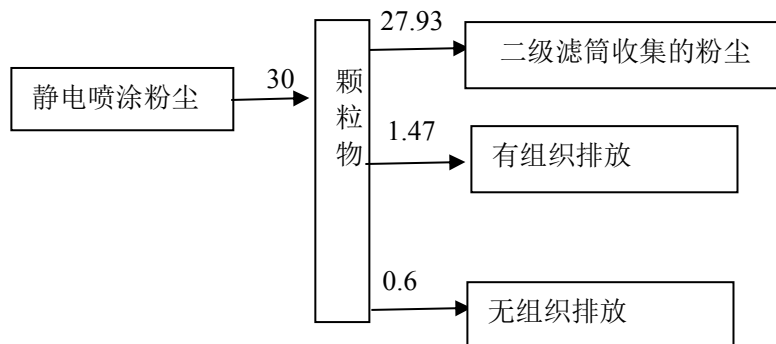 静电喷涂粉尘
30
颗粒物
27.93
二级滤筒收集的粉尘
1.47
有组织排放
0.6
无组织排放